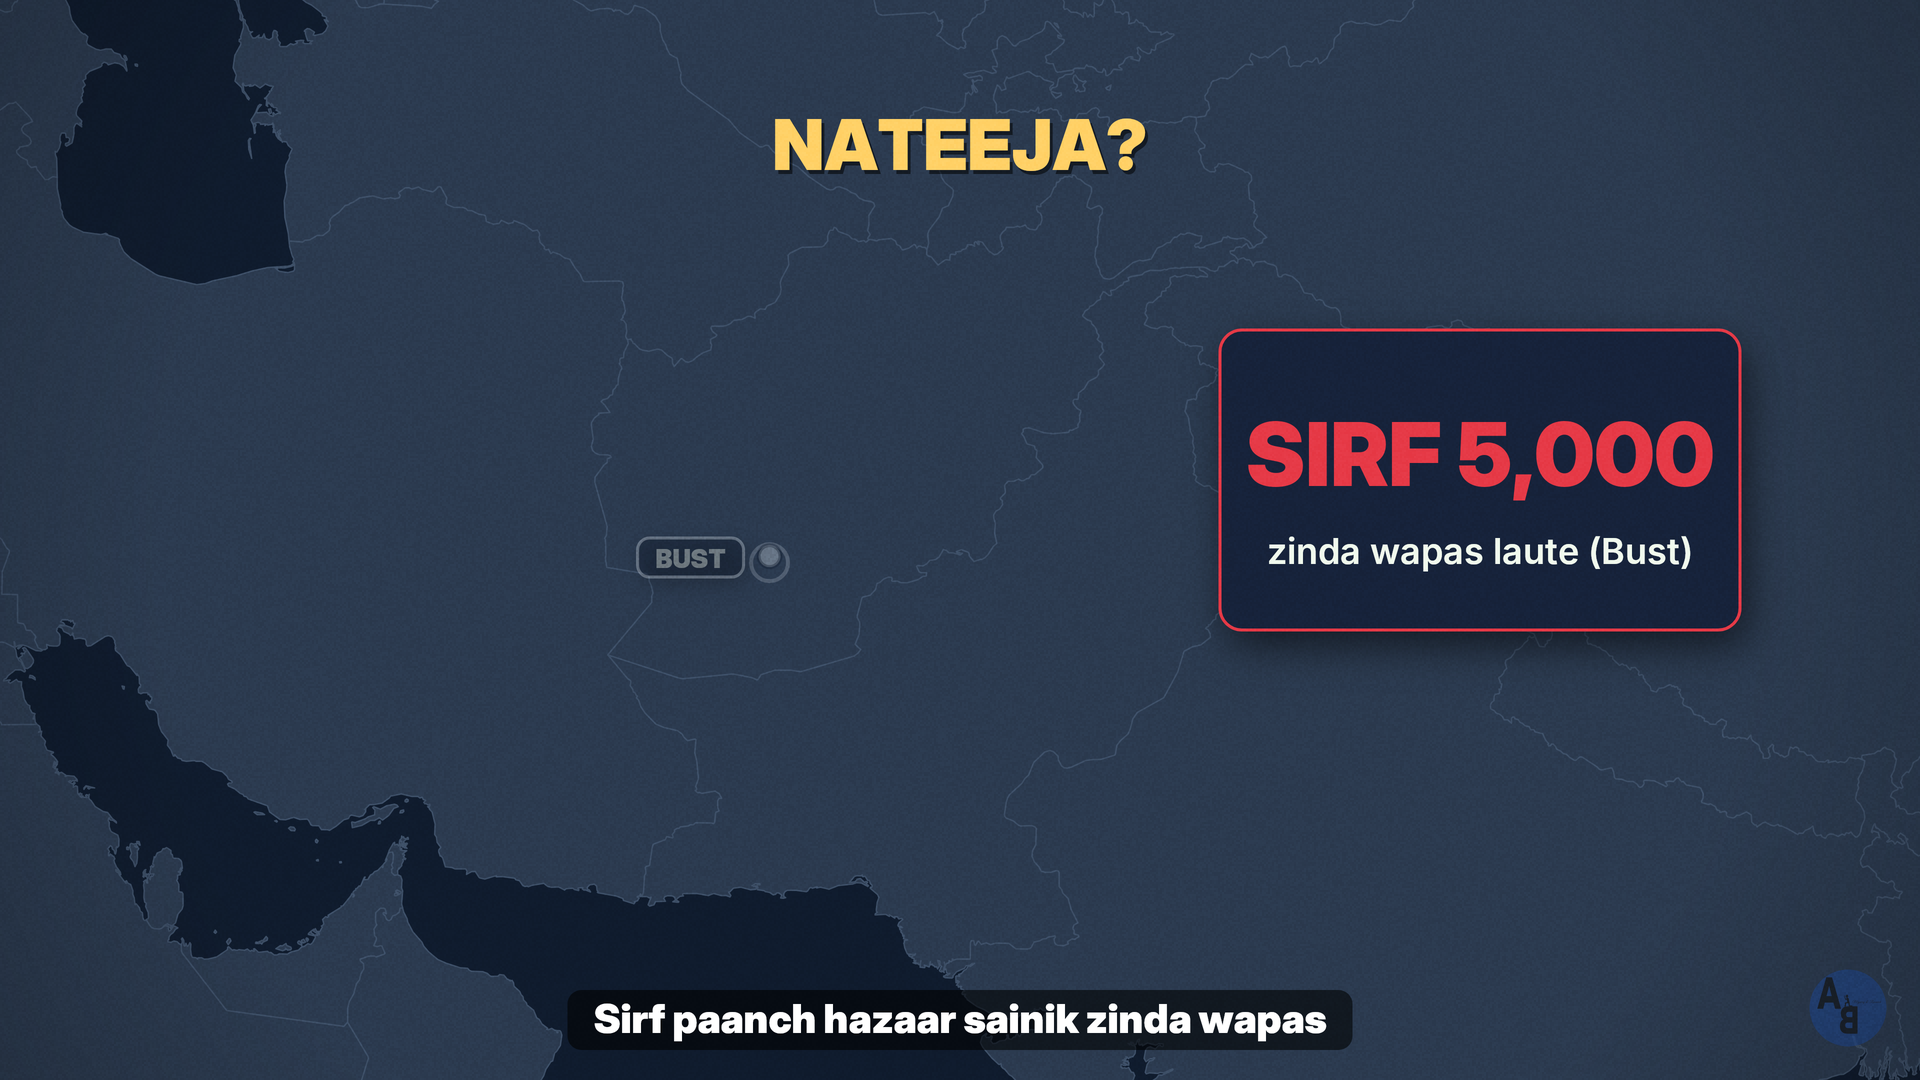 NATEEJA?
SIRF 5,000
zinda wapas laute (Bust)
BUST
Sirf paanch hazaar sainik zinda wapas
A
B